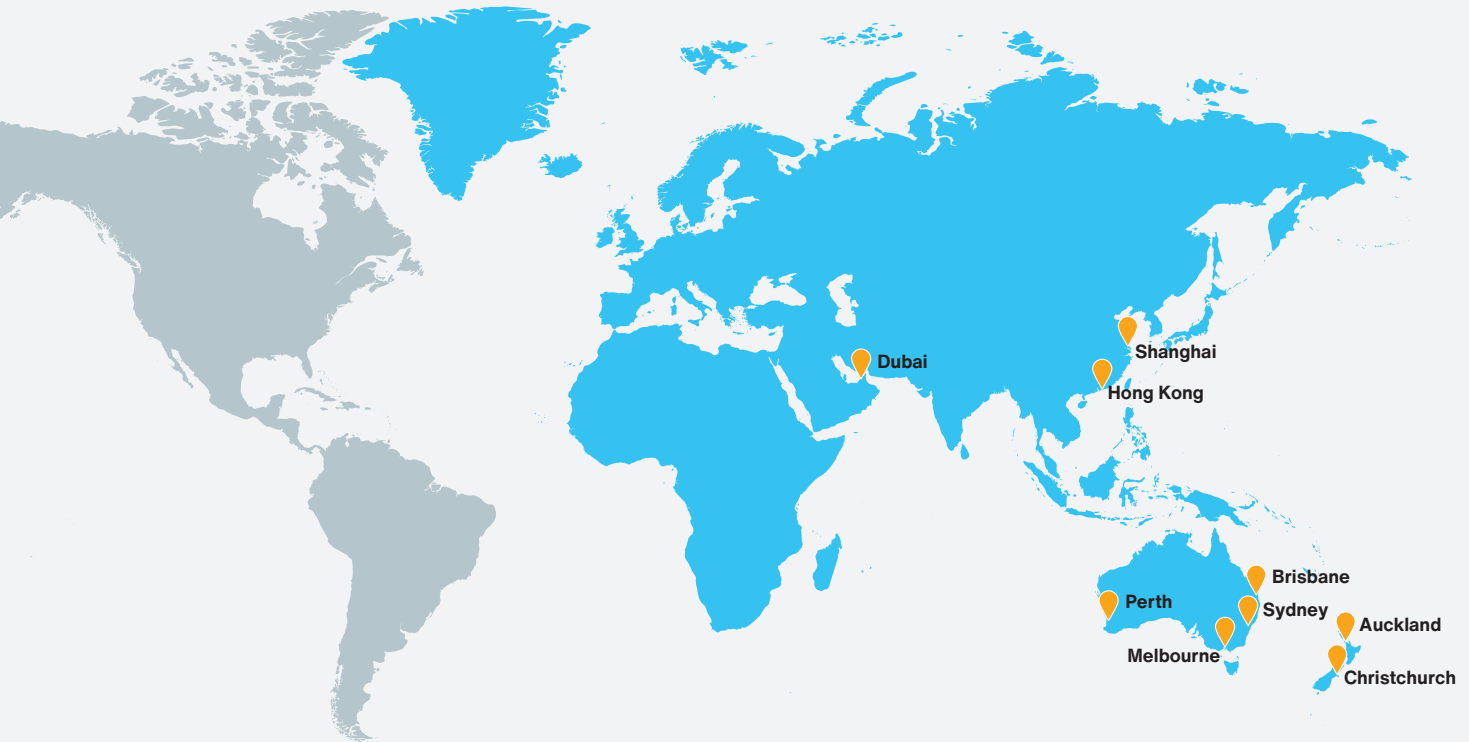 Shanghai
Dubai
Hong Kong
Brisbane
Perth
Sydney
Auckland
Melbourne
Christchurch